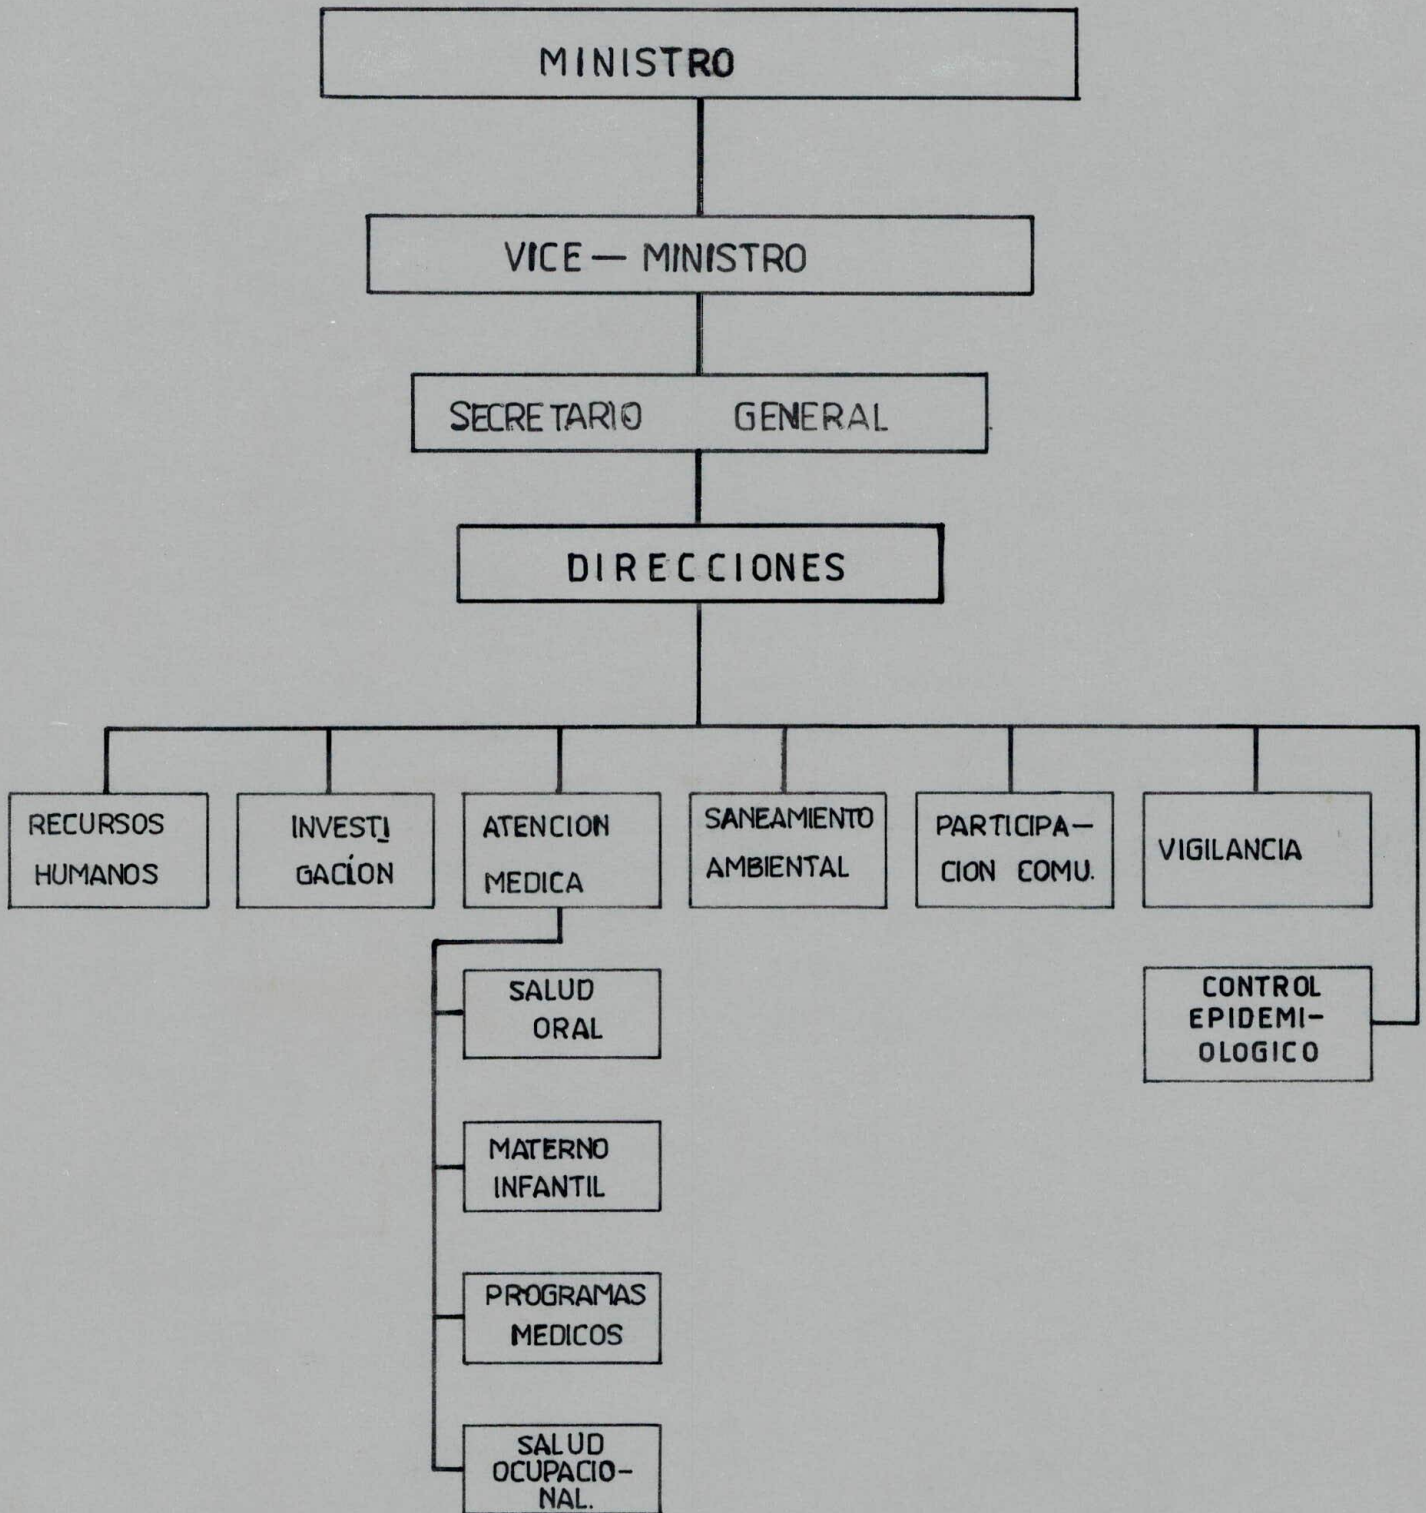 MINISTRO
VICE — MINISTRO
SECRETARIO GENERAL
DIRECCIONES
RECURSOS
HUMANOS
INVESTI
GACÍON
ATENCION
MEDICA
SANEAMIENTO
AMBIENTAL
PARTICIPA—
CION COMU.
VIGILANCIA
SALUD
ORAL
CONTROL
EPIDEMI—
OLOGICO
MATERNO
INFANTIL
PROGRAMAS
MEDICOS
SALUD
OCUPACIO—
NAL.